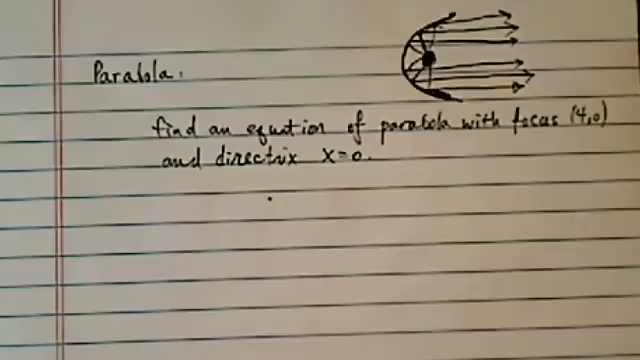 Parabola.
find an equation of parabola with focus (4,0)
and directrix x=0.